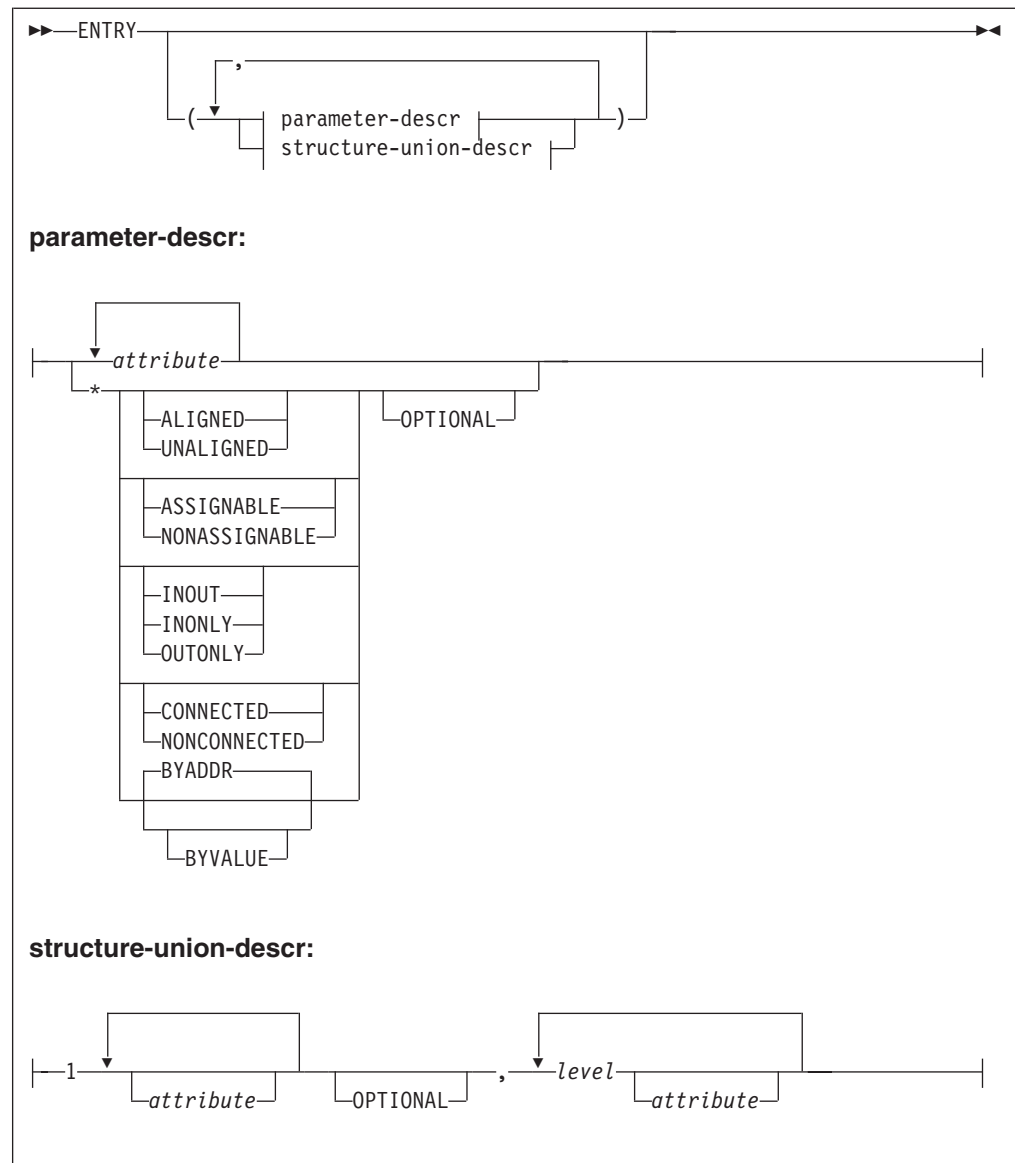 ENTRY
,
( parameter-descr )
structure-union-descr
parameter-descr:
attribute
*
ALIGNED OPTIONAL
UNALIGNED
ASSIGNABLE
NONASSIGNABLE
INOUT
INONLY
OUTONLY
CONNECTED
NONCONNECTED
BYADDR
BYVALUE
structure-union-descr:
1 , level
attribute OPTIONAL attribute